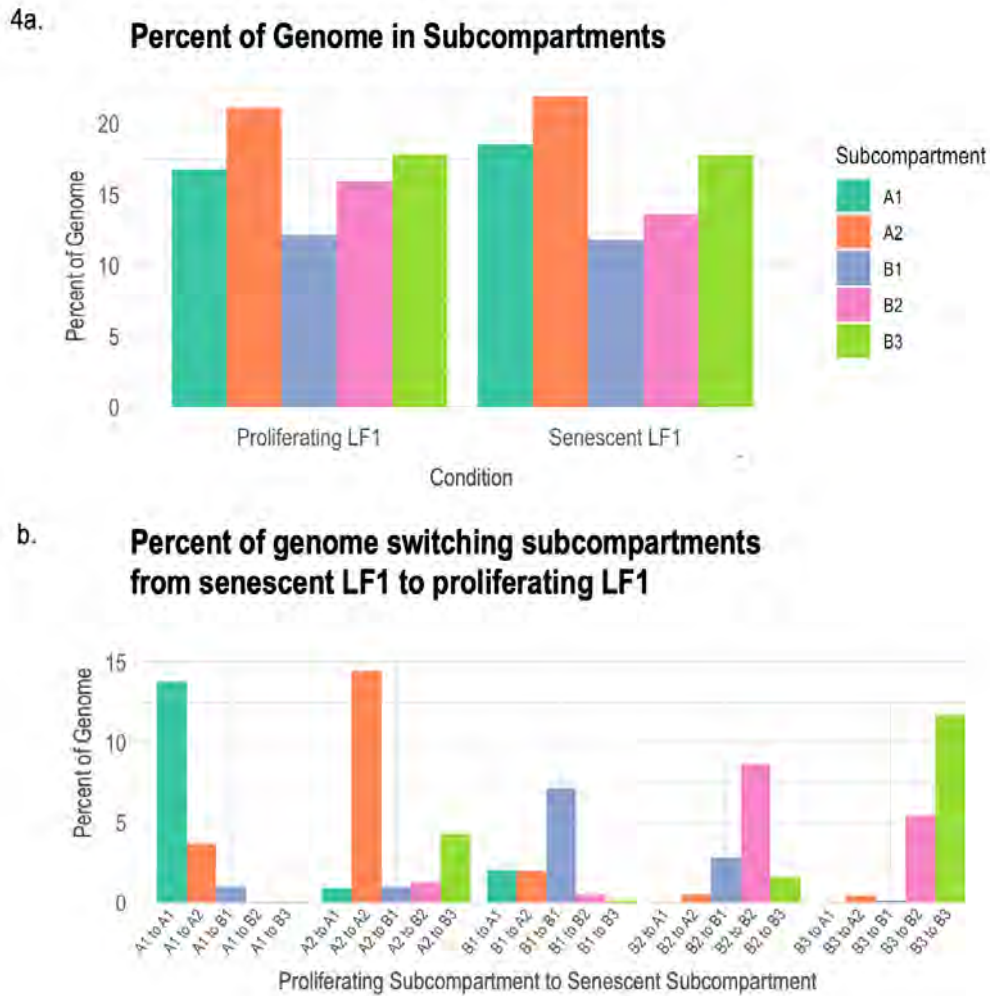 4a.
Percent of Genome in Subcompartments
Percent of Genome
20
15
10
5
0
Proliferating LF1
Senescent LF1
Condition
Subcompartment
A1
A2
B1
B2
B3
b.
Percent of genome switching subcompartments
from senescent LF1 to proliferating LF1
Percent of Genome
15
10
5
0
A1 to A1
A1 to A2
A1 to B1
A1 to B2
A1 to B3
A2 to A1
A2 to A2
A2 to B1
A2 to B2
A2 to B3
B1 to A1
B1 to A2
B1 to B1
B1 to B2
B1 to B3
B2 to A1
B2 to A2
B2 to B1
B2 to B2
B2 to B3
B3 to A1
B3 to A2
B3 to B1
B3 to B2
B3 to B3
Proliferating Subcompartment to Senescent Subcompartment